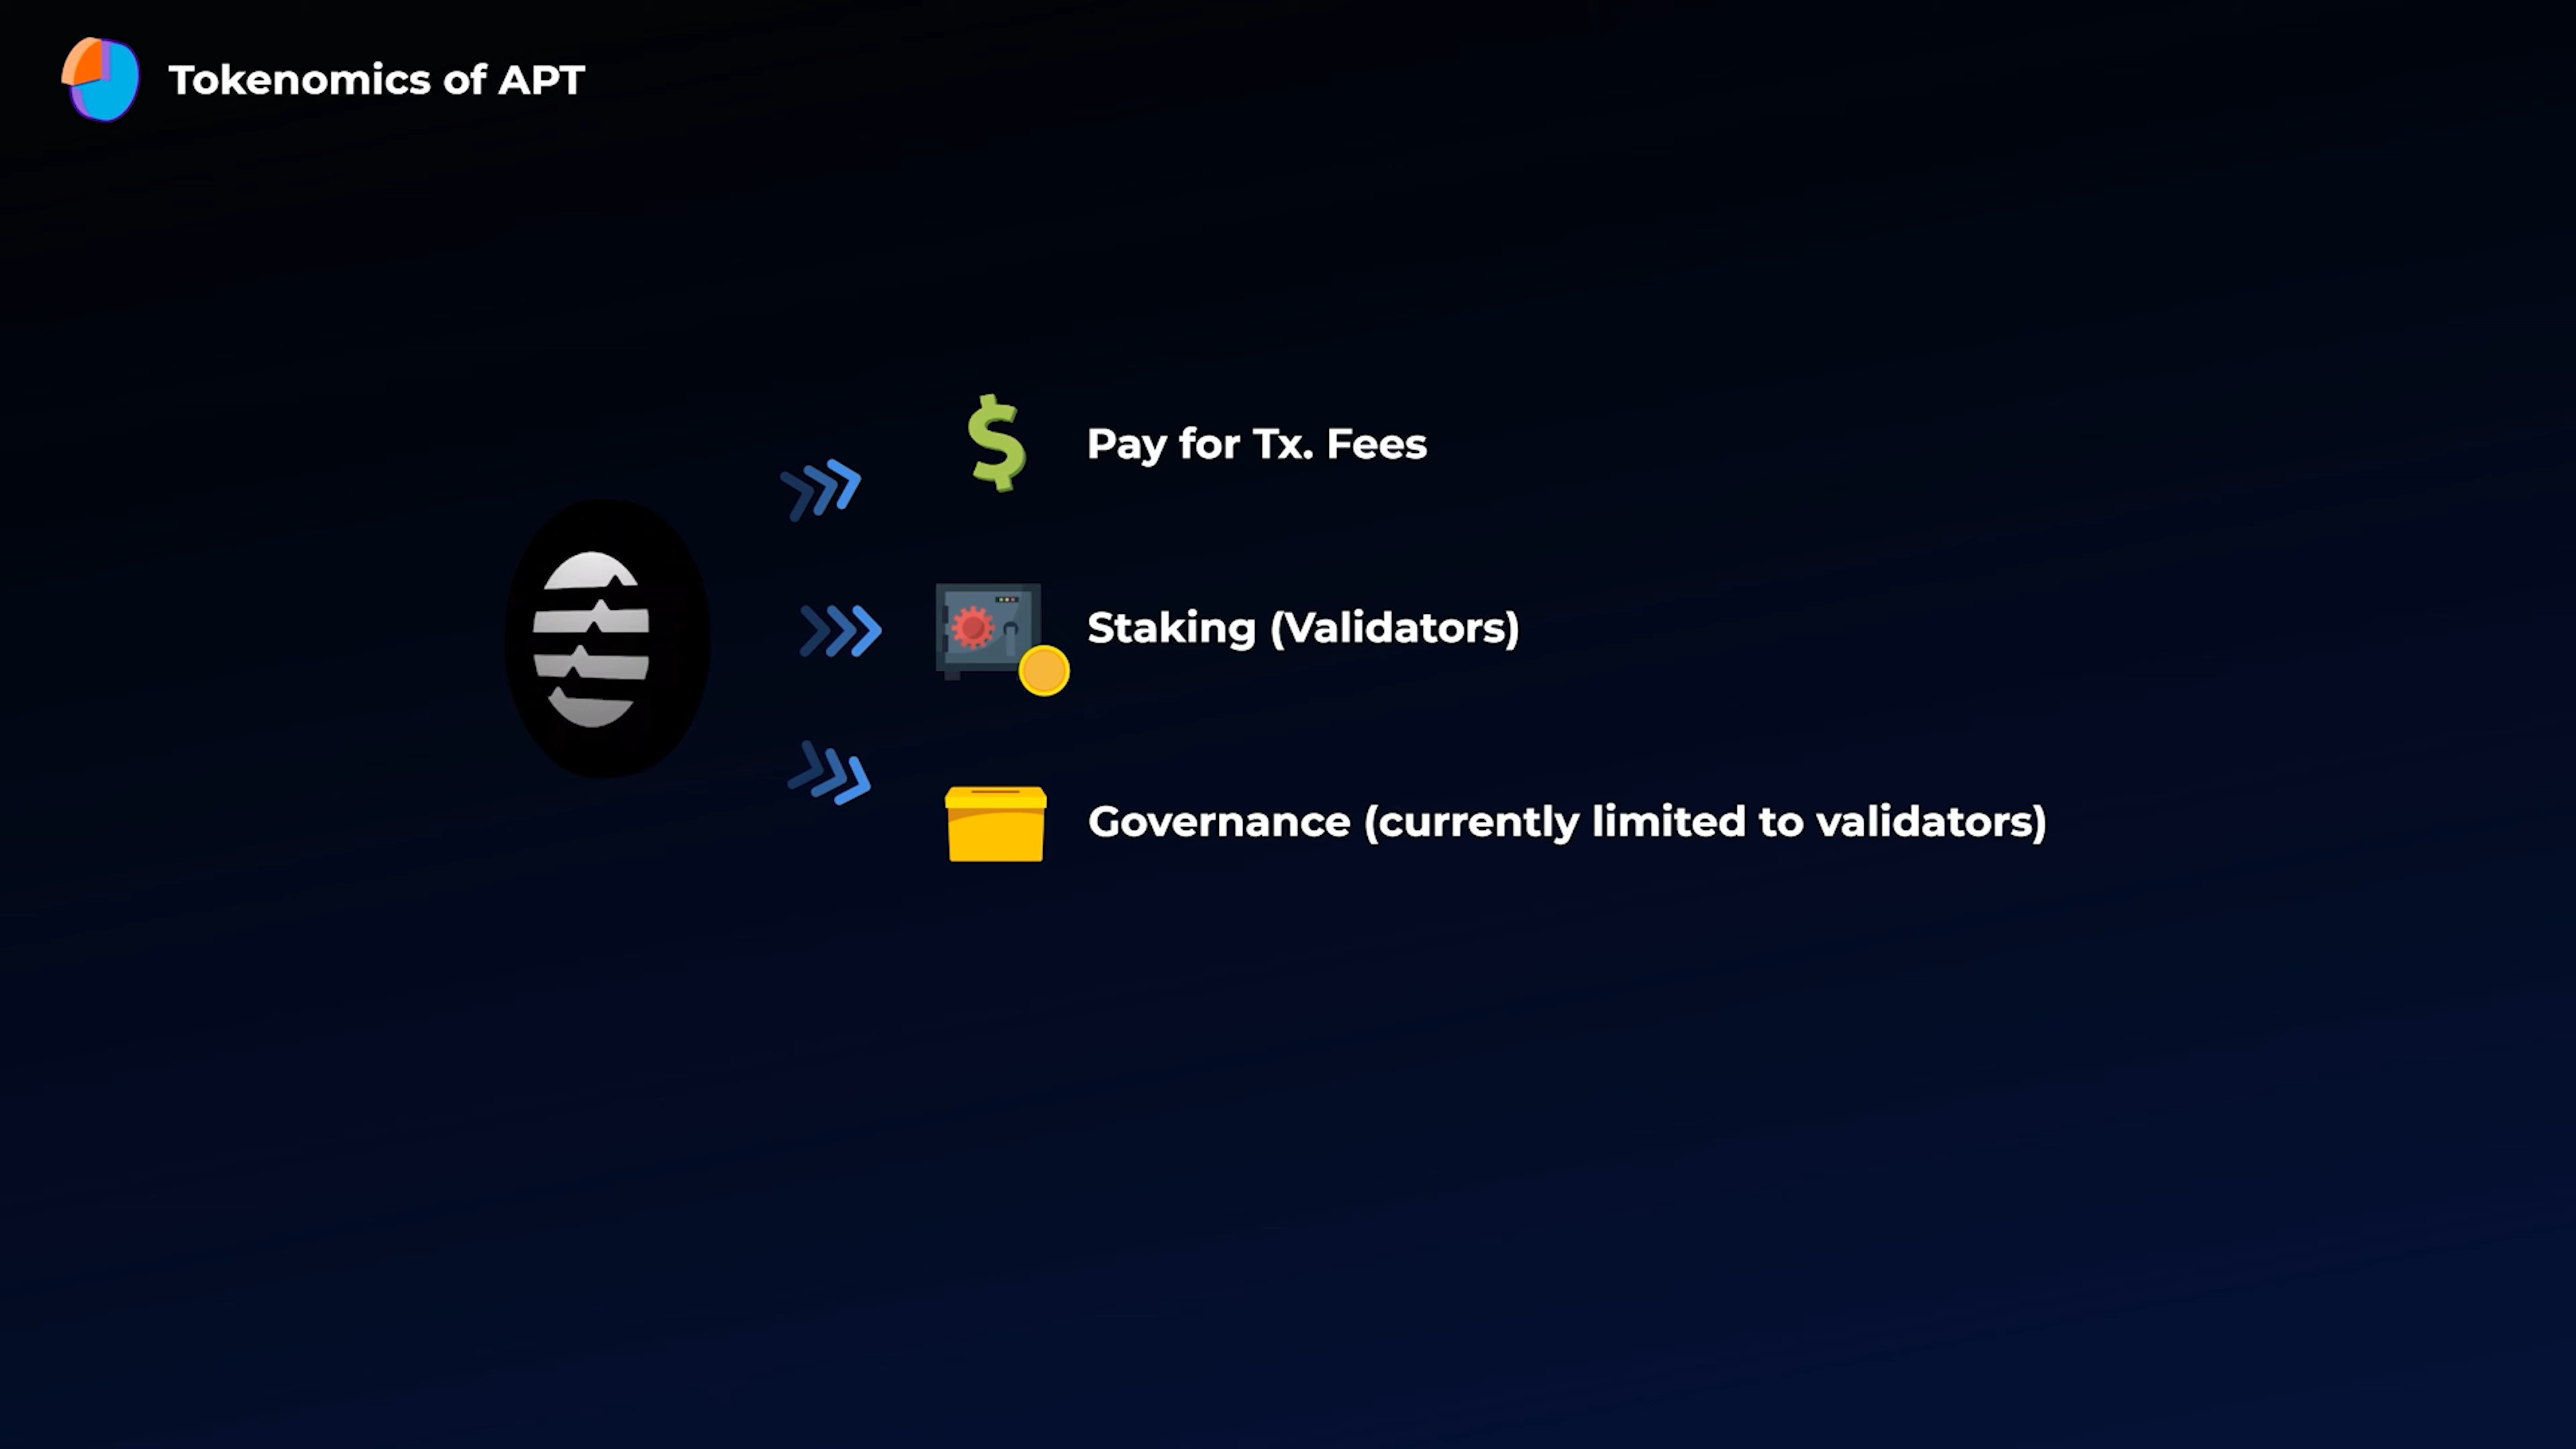 Tokenomics of APT
Pay for Tx. Fees
Staking (Validators)
Governance (currently limited to validators)